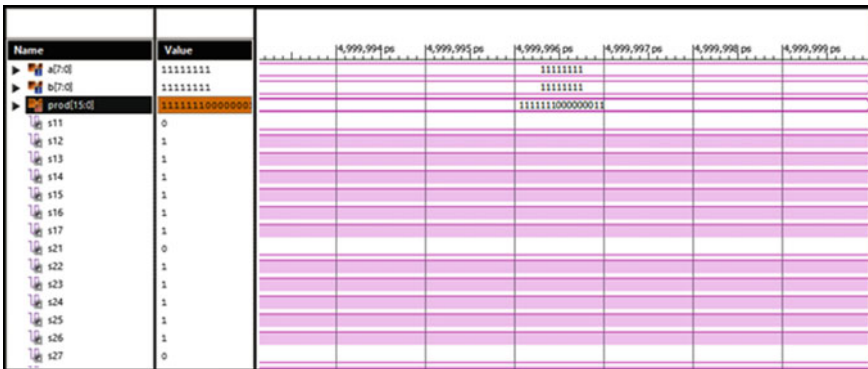 Name Value 4,999,994 ps 4,999,995 ps 4,999,996 ps 4,999,997 ps 4,999,998 ps 4,999,999 ps
a[7:0] 11111111 11111111
b[7:0] 11111111 11111111
prod[15:0] 1111111000000011
s11 0
s12 1
s13 1
s14 1
s15 1
s16 1
s17 1
s21 0
s22 1
s23 1
s24 1
s25 1
s26 1
s27 0